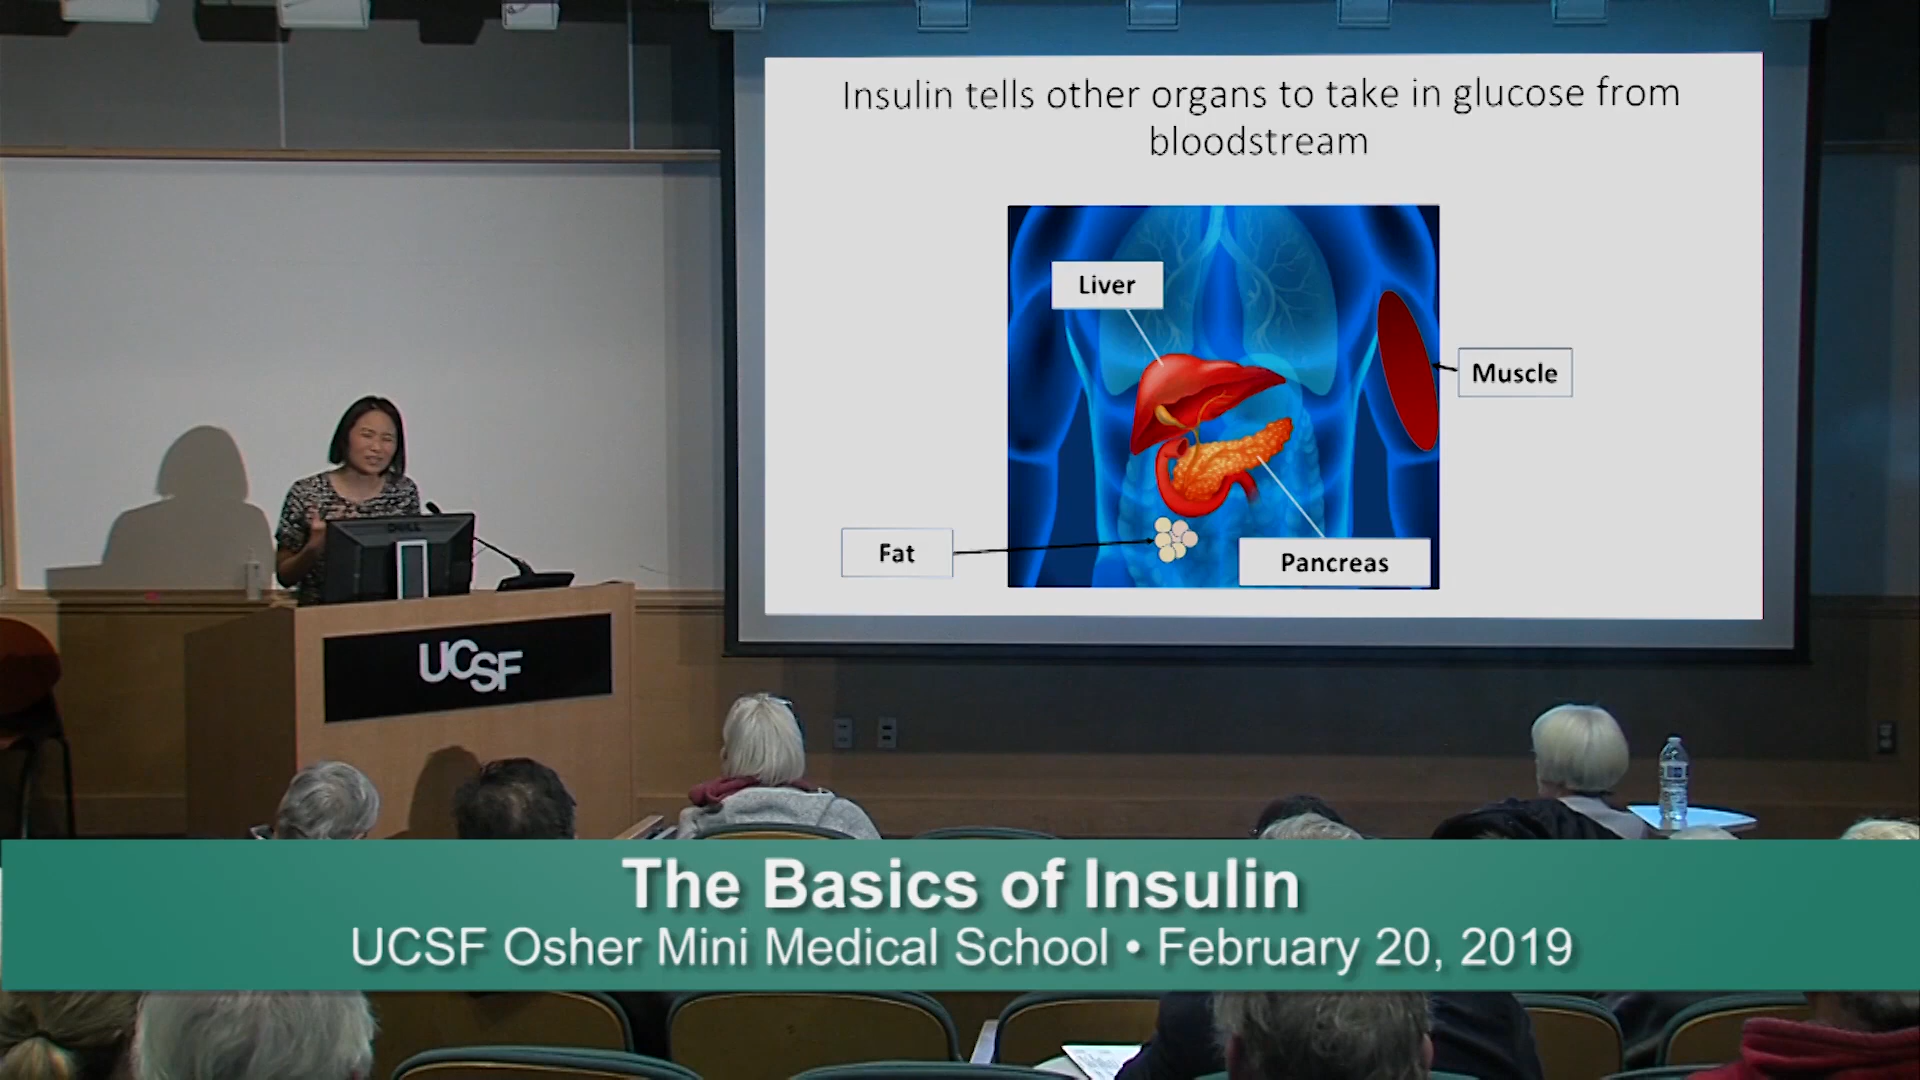 Insulin tells other organs to take in glucose from
bloodstream
Liver
Muscle
Fat
Pancreas
DELL
UCSF
The Basics of Insulin
UCSF Osher Mini Medical School • February 20, 2019